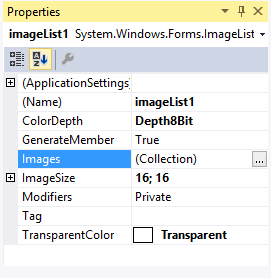 Properties
imageList1 System.Windows.Forms.ImageList
(ApplicationSettings)
(Name) imageList1
ColorDepth Depth8Bit
GenerateMember True
Images (Collection) ...
ImageSize 16; 16
Modifiers Private
Tag
TransparentColor Transparent